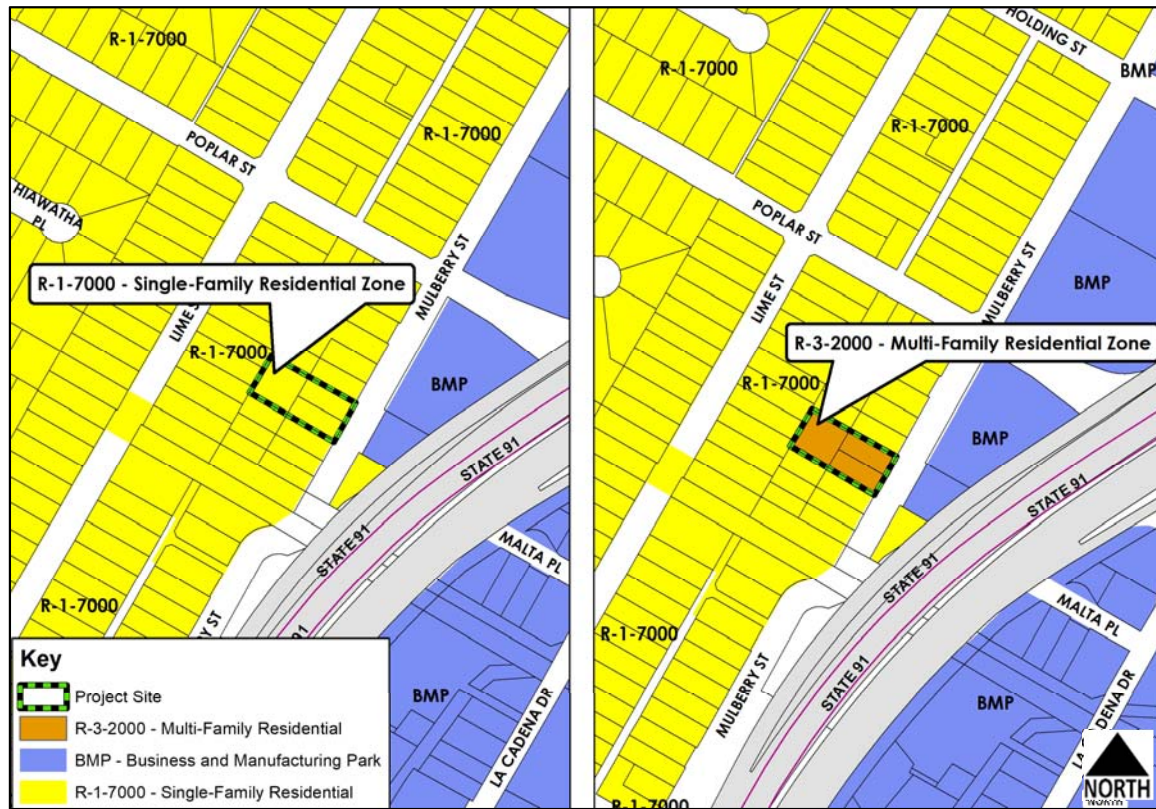 R-1-7000
R-1-7000
POPLAR ST
HIAWATHA
PL
R-1-7000 - Single-Family Residential Zone
MULBERRY ST
LIME S
R-1-7000
BMP
STATE 91
STATE 91
MALTA PL
R-1-7000
RY ST
91
BMP
LA CADENA DR
Key
Project Site
R-3-2000 - Multi-Family Residential
BMP - Business and Manufacturing Park
R-1-7000 - Single-Family Residential
HOLDING ST
R-1-7000
BMP
R-1-7000
POPLAR ST
BMP
LIME ST
MULBERRY ST
R-3-2000 - Multi-Family Residential Zone
R-1-7000
BMP
STATE 91
STATE 91
MALTA PL
R-1-7000
MULBERRY ST
STATE 91
BMP
LA
DENA DR
NORTH